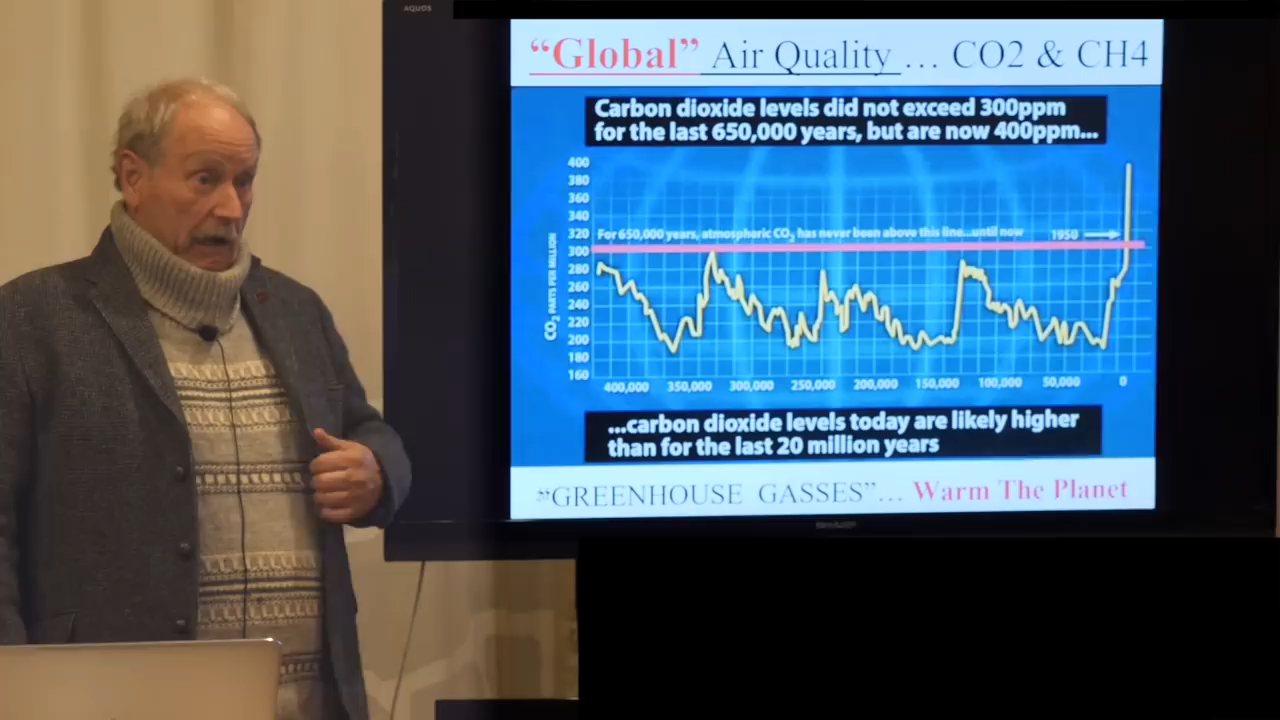 AQUOS
“Global” Air Quality … CO2 & CH4
Carbon dioxide levels did not exceed 300ppm
for the last 650,000 years, but are now 400ppm...
400
380
360
340
320
300
280
260
240
220
200
180
160
CO2 PARTS PER MILLION
For 650,000 years, atmospheric CO2 has never been above this line...until now
1950
400,000 350,000 300,000 250,000 200,000 150,000 100,000 50,000 0
...carbon dioxide levels today are likely higher
than for the last 20 million years
“GREENHOUSE GASSES”... Warm The Planet
SHARP